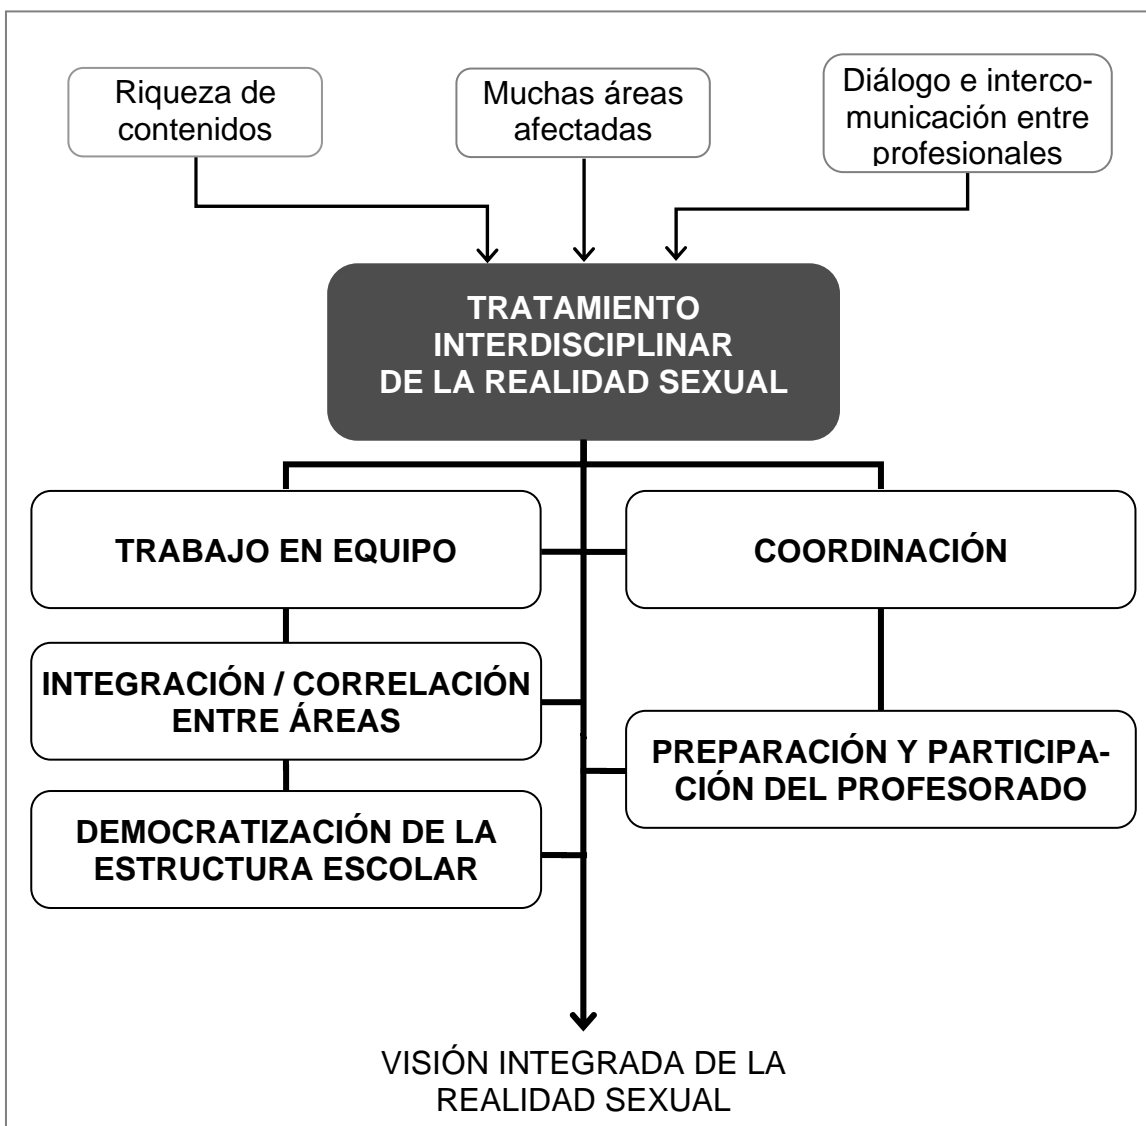 Riqueza de
contenidos
Muchas áreas
afectadas
Diálogo e interco-
municación entre
profesionales
TRATAMIENTO
INTERDISCIPLINAR
DE LA REALIDAD SEXUAL
TRABAJO EN EQUIPO
COORDINACIÓN
INTEGRACIÓN / CORRELACIÓN
ENTRE ÁREAS
PREPARACIÓN Y PARTICIPA-
CIÓN DEL PROFESORADO
DEMOCRATIZACIÓN DE LA
ESTRUCTURA ESCOLAR
VISIÓN INTEGRADA DE LA
REALIDAD SEXUAL